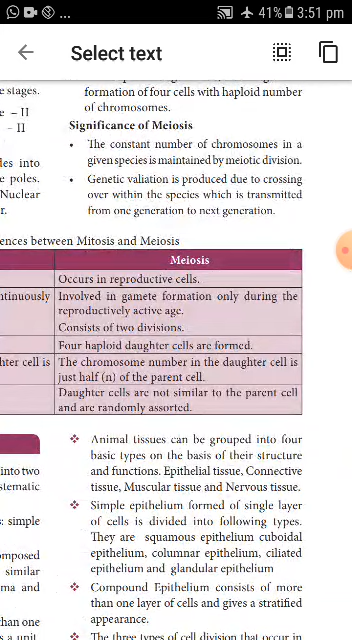 41% 3:51 pm
Select text
formation of four cells with haploid number
e stages.
of chromosomes.
e – II
– II
Significance of Meiosis
• The constant number of chromosomes in a
given species is maintained by meiotic division.
des into
e poles.
Nuclear
r.
• Genetic valiation is produced due to crossing
over within the species which is transmitted
from one generation to next generation.
ences between Mitosis and Meiosis
Meiosis
Occurs in reproductive cells.
ntinuously
Involved in gamete formation only during the
reproductively active age.
Consists of two divisions.
Four haploid daughter cells are formed.
hter cell is
The chromosome number in the daughter cell is
just half (n) of the parent cell.
Daughter cells are not similar to the parent cell
and are randomly assorted.
into two
stematic
s: simple
omposed
similar
ma and
han one
s a unit
❖ Animal tissues can be grouped into four
basic types on the basis of their structure
and functions. Epithelial tissue, Connective
tissue, Muscular tissue and Nervous tissue.
❖ Simple epithelium formed of single layer
of cells is divided into following types.
They are squamous epithelium cuboidal
epithelium, columnar epithelium, ciliated
epithelium and glandular epithelium
❖ Compound Epithelium consists of more
than one layer of cells and gives a stratified
appearance.
❖ The three types of cell division that occur in